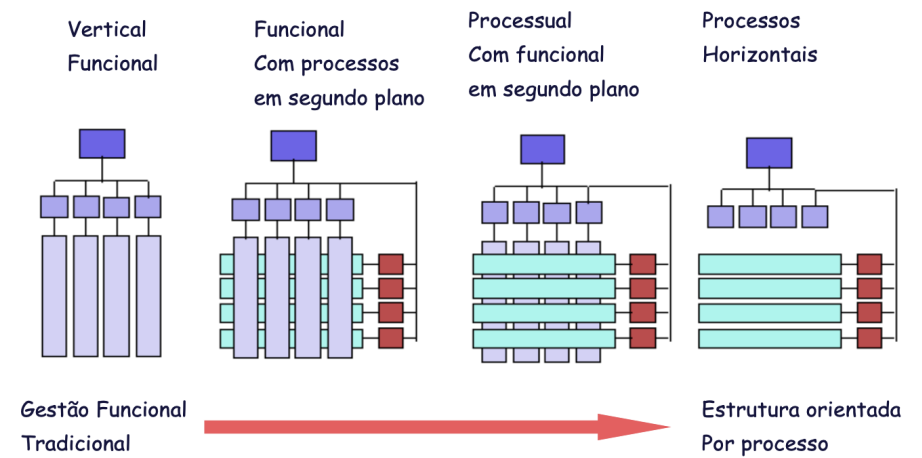 Vertical
Funcional
Funcional
Com processos
em segundo plano
Processual
Com funcional
em segundo plano
Processos
Horizontais
Gestão Funcional
Tradicional
Estrutura orientada
Por processo